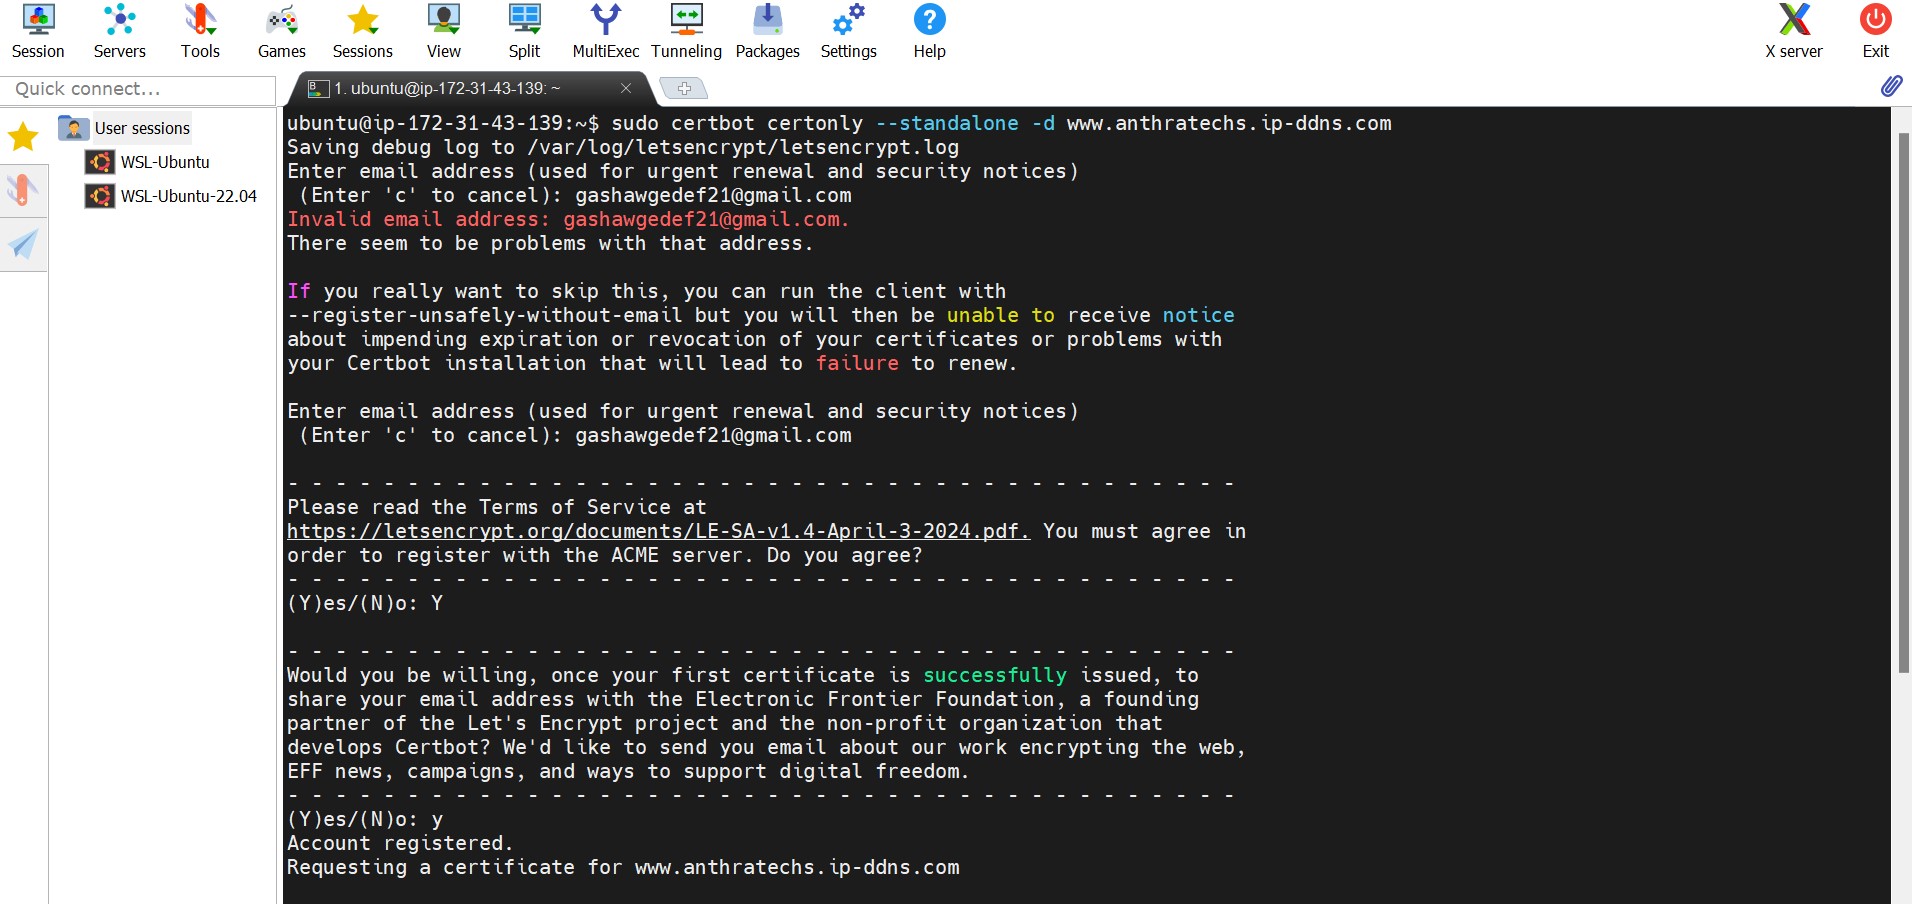 Session
Servers
Tools
Games
Sessions
View
Split
MultiExec
Tunneling
Packages
Settings
Help
X server
Exit
Quick connect...
1. ubuntu@ip-172-31-43-139: ~
User sessions
WSL-Ubuntu
WSL-Ubuntu-22.04
ubuntu@ip-172-31-43-139:~$ sudo certbot certonly --standalone -d www.anthratechs.ip-ddns.com
Saving debug log to /var/log/letsencrypt/letsencrypt.log
Enter email address (used for urgent renewal and security notices)
(Enter 'c' to cancel): gashawgedef21@gmail.com
Invalid email address: gashawgedef21@gmail.com.
There seem to be problems with that address.
If you really want to skip this, you can run the client with
--register-unsafely-without-email but you will then be unable to receive notice
about impending expiration or revocation of your certificates or problems with
your Certbot installation that will lead to failure to renew.
Enter email address (used for urgent renewal and security notices)
(Enter 'c' to cancel): gashawgedef21@gmail.com
- - - - - - - - - - - - - - - - - - - - - - - - - - - - - - - - - - - - - - - -
Please read the Terms of Service at
https://letsencrypt.org/documents/LE-SA-v1.4-April-3-2024.pdf. You must agree in
order to register with the ACME server. Do you agree?
- - - - - - - - - - - - - - - - - - - - - - - - - - - - - - - - - - - - - - - -
(Y)es/(N)o: Y
- - - - - - - - - - - - - - - - - - - - - - - - - - - - - - - - - - - - - - - -
Would you be willing, once your first certificate is successfully issued, to
share your email address with the Electronic Frontier Foundation, a founding
partner of the Let's Encrypt project and the non-profit organization that
develops Certbot? We'd like to send you email about our work encrypting the web,
EFF news, campaigns, and ways to support digital freedom.
- - - - - - - - - - - - - - - - - - - - - - - - - - - - - - - - - - - - - - - -
(Y)es/(N)o: y
Account registered.
Requesting a certificate for www.anthratechs.ip-ddns.com